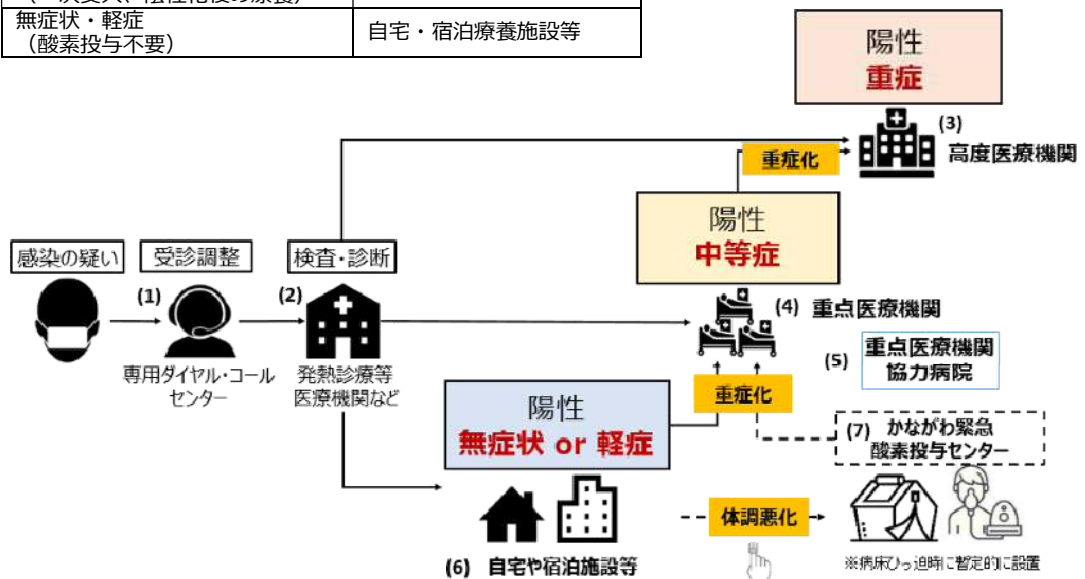 無症状・軽症
(酸素投与不要)
自宅・宿泊療養施設等
陽性
重症
(3)
高度医療機関
重症化
陽性
中等症
感染の疑い
受診調整
検査・診断
(1)
(2)
(4) 重点医療機関
(5)
重点医療機関
協力病院
専用ダイヤル・コール
センター
発熱診療等
医療機関など
重症化
陽性
無症状 or 軽症
(7) かながわ緊急
酸素投与センター
体調悪化
(6) 自宅や宿泊施設等
※病床ひっ迫時に暫定的に設置